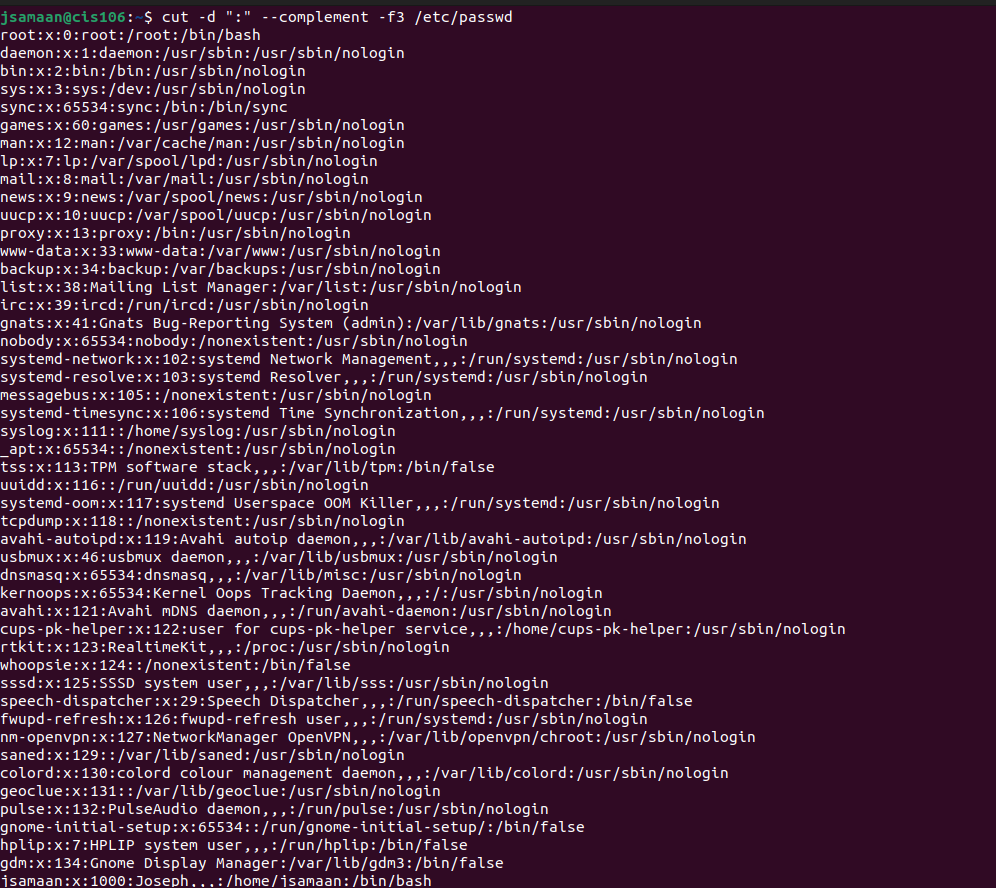 jsamaan@cis106:~$ cut -d ":" --complement -f3 /etc/passwd
root:x:0:root:/root:/bin/bash
daemon:x:1:daemon:/usr/sbin:/usr/sbin/nologin
bin:x:2:bin:/bin:/usr/sbin/nologin
sys:x:3:sys:/dev:/usr/sbin/nologin
sync:x:65534:sync:/bin:/bin/sync
games:x:60:games:/usr/games:/usr/sbin/nologin
man:x:12:man:/var/cache/man:/usr/sbin/nologin
lp:x:7:lp:/var/spool/lpd:/usr/sbin/nologin
mail:x:8:mail:/var/mail:/usr/sbin/nologin
news:x:9:news:/var/spool/news:/usr/sbin/nologin
uucp:x:10:uucp:/var/spool/uucp:/usr/sbin/nologin
proxy:x:13:proxy:/bin:/usr/sbin/nologin
www-data:x:33:www-data:/var/www:/usr/sbin/nologin
backup:x:34:backup:/var/backups:/usr/sbin/nologin
list:x:38:Mailing List Manager:/var/list:/usr/sbin/nologin
irc:x:39:ircd:/run/ircd:/usr/sbin/nologin
gnats:x:41:Gnats Bug-Reporting System (admin):/var/lib/gnats:/usr/sbin/nologin
nobody:x:65534:nobody:/nonexistent:/usr/sbin/nologin
systemd-network:x:102:systemd Network Management,,,:/run/systemd:/usr/sbin/nologin
systemd-resolve:x:103:systemd Resolver,,,:/run/systemd:/usr/sbin/nologin
messagebus:x:105::/nonexistent:/usr/sbin/nologin
systemd-timesync:x:106:systemd Time Synchronization,,,:/run/systemd:/usr/sbin/nologin
syslog:x:111::/home/syslog:/usr/sbin/nologin
_apt:x:65534::/nonexistent:/usr/sbin/nologin
tss:x:113:TPM software stack,,,:/var/lib/tpm:/bin/false
uuidd:x:116::/run/uuidd:/usr/sbin/nologin
systemd-oom:x:117:systemd Userspace OOM Killer,,,:/run/systemd:/usr/sbin/nologin
tcpdump:x:118::/nonexistent:/usr/sbin/nologin
avahi-autoipd:x:119:Avahi autoip daemon,,,:/var/lib/avahi-autoipd:/usr/sbin/nologin
usbmux:x:46:usbmux daemon,,,:/var/lib/usbmux:/usr/sbin/nologin
dnsmasq:x:65534:dnsmasq,,,:/var/lib/misc:/usr/sbin/nologin
kernoops:x:65534:Kernel Oops Tracking Daemon,,,:/:/usr/sbin/nologin
avahi:x:121:Avahi mDNS daemon,,,:/run/avahi-daemon:/usr/sbin/nologin
cups-pk-helper:x:122:user for cups-pk-helper service,,,:/home/cups-pk-helper:/usr/sbin/nologin
rtkit:x:123:RealtimeKit,,,:/proc:/usr/sbin/nologin
whoopsie:x:124::/nonexistent:/bin/false
sssd:x:125:SSSD system user,,,:/var/lib/sss:/usr/sbin/nologin
speech-dispatcher:x:29:Speech Dispatcher,,,:/run/speech-dispatcher:/bin/false
fwupd-refresh:x:126:fwupd-refresh user,,,:/run/systemd:/usr/sbin/nologin
nm-openvpn:x:127:NetworkManager OpenVPN,,,:/var/lib/openvpn/chroot:/usr/sbin/nologin
saned:x:129::/var/lib/saned:/usr/sbin/nologin
colord:x:130:colord colour management daemon,,,:/var/lib/colord:/usr/sbin/nologin
geoclue:x:131::/var/lib/geoclue:/usr/sbin/nologin
pulse:x:132:PulseAudio daemon,,,:/run/pulse:/usr/sbin/nologin
gnome-initial-setup:x:65534::/run/gnome-initial-setup/:/bin/false
hplip:x:7:HPLIP system user,,,:/run/hplip:/bin/false
gdm:x:134:Gnome Display Manager:/var/lib/gdm3:/bin/false
jsamaan:x:1000:Joseph,,,:/home/jsamaan:/bin/bash